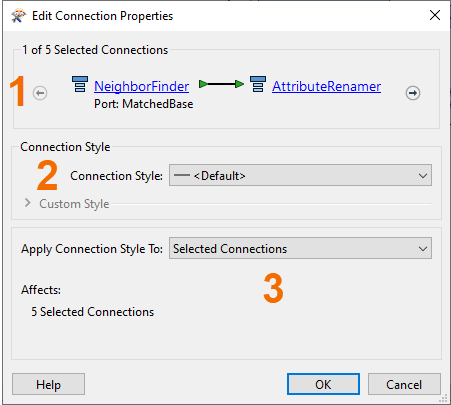 Edit Connection Properties
1 of 5 Selected Connections
1
NeighborFinder
AttributeRenamer
Port: MatchedBase
Connection Style
2
Connection Style: <Default>
Custom Style
Apply Connection Style To: Selected Connections
3
Affects:
5 Selected Connections
Help OK Cancel